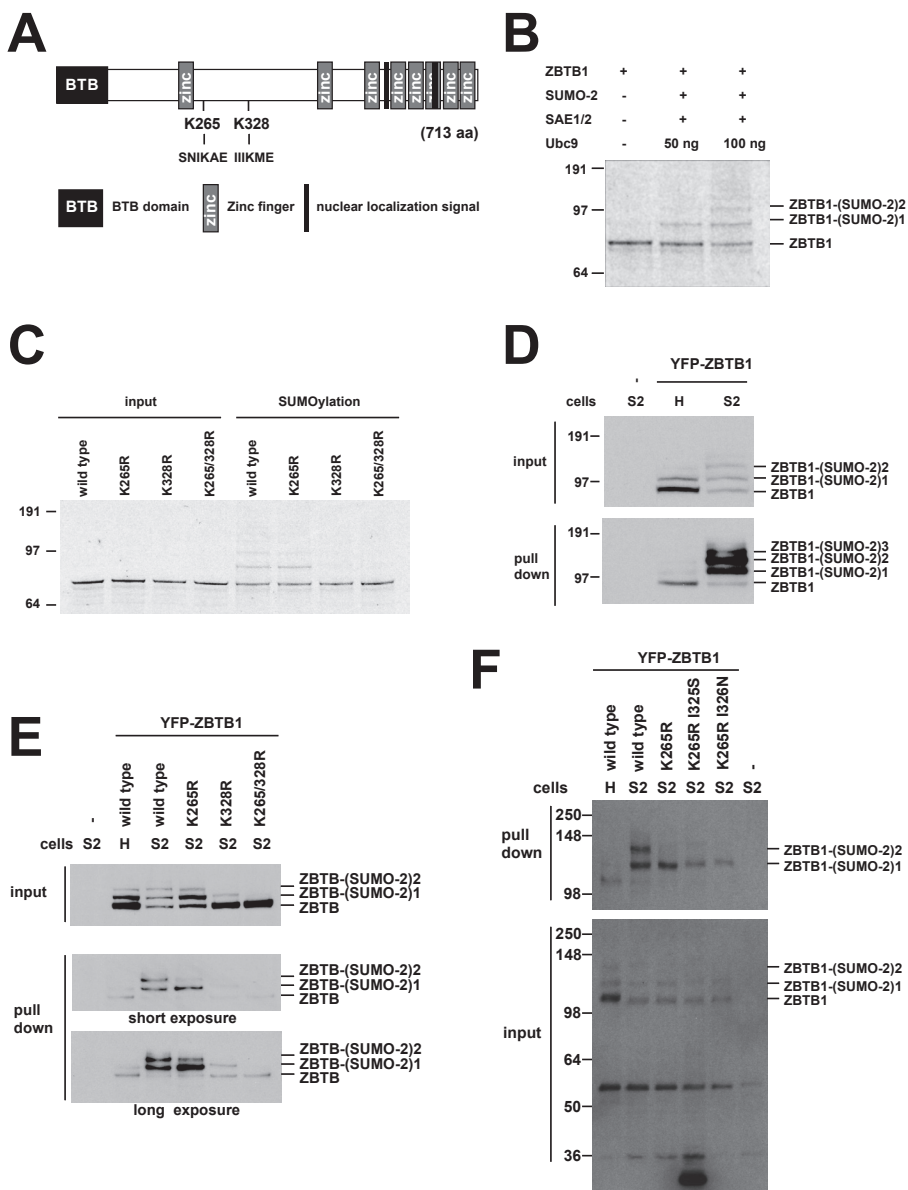 A
BTB
zinc
zinc
zinc
zinc
zinc
zinc
zinc
zinc
K265 K328
(713 aa)
SNIKAE IIIKME
BTB BTB domain zinc Zinc finger nuclear localization signal
B
ZBTB1 + + +
SUMO-2 - + +
SAE1/2 - + +
Ubc9 - 50 ng 100 ng
191
97
64
ZBTB1-(SUMO-2)2
ZBTB1-(SUMO-2)1
ZBTB1
C
input SUMOylation
wild type
K265R
K328R
K265/328R
wild type
K265R
K328R
K265/328R
191
97
64
D
YFP-ZBTB1
-
cells S2 H S2
input
191
97
ZBTB1-(SUMO-2)2
ZBTB1-(SUMO-2)1
ZBTB1
pull down
191
97
ZBTB1-(SUMO-2)3
ZBTB1-(SUMO-2)2
ZBTB1-(SUMO-2)1
ZBTB1
E
YFP-ZBTB1
-
wild type
wild type
K265R
K328R
K265/328R
cells S2 H S2 S2 S2 S2
input
ZBTB-(SUMO-2)2
ZBTB-(SUMO-2)1
ZBTB
pull down
ZBTB-(SUMO-2)2
ZBTB-(SUMO-2)1
ZBTB
short exposure
ZBTB-(SUMO-2)2
ZBTB-(SUMO-2)1
ZBTB
long exposure
F
YFP-ZBTB1
wild type
wild type
K265R
K265R I325S
K265R I326N
-
cells H S2 S2 S2 S2 S2
pull down
250
148
98
ZBTB1-(SUMO-2)2
ZBTB1-(SUMO-2)1
input
250
148
98
64
50
36
ZBTB1-(SUMO-2)2
ZBTB1-(SUMO-2)1
ZBTB1